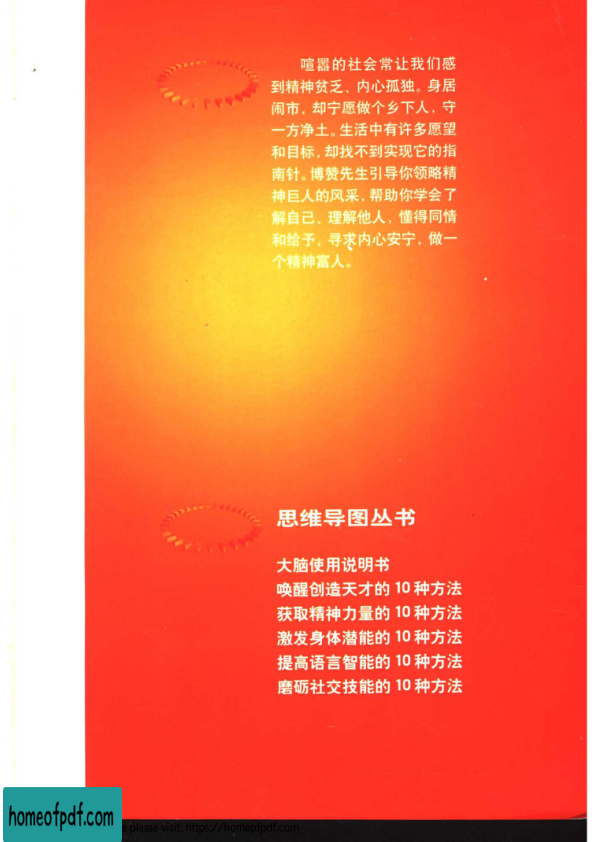 喧嚣的社会常让我们感
到精神贫乏、内心孤独。身居
闹市,却宁愿做个乡下人,守
一方净土。生活中有许多愿望
和目标,却找不到实现它的指
南针。博赞先生引导你领略精
神巨人的风采,帮助你学会了
解自己、理解他人,懂得同情
和给予,寻求内心安宁,做一
个精神富人。
思维导图丛书
大脑使用说明书
唤醒创造天才的 10 种方法
获取精神力量的 10 种方法
激发身体潜能的 10 种方法
提高语言智能的 10 种方法
磨砺社交技能的 10 种方法
homeofpdf.com
please visit: https://homeofpdf.com